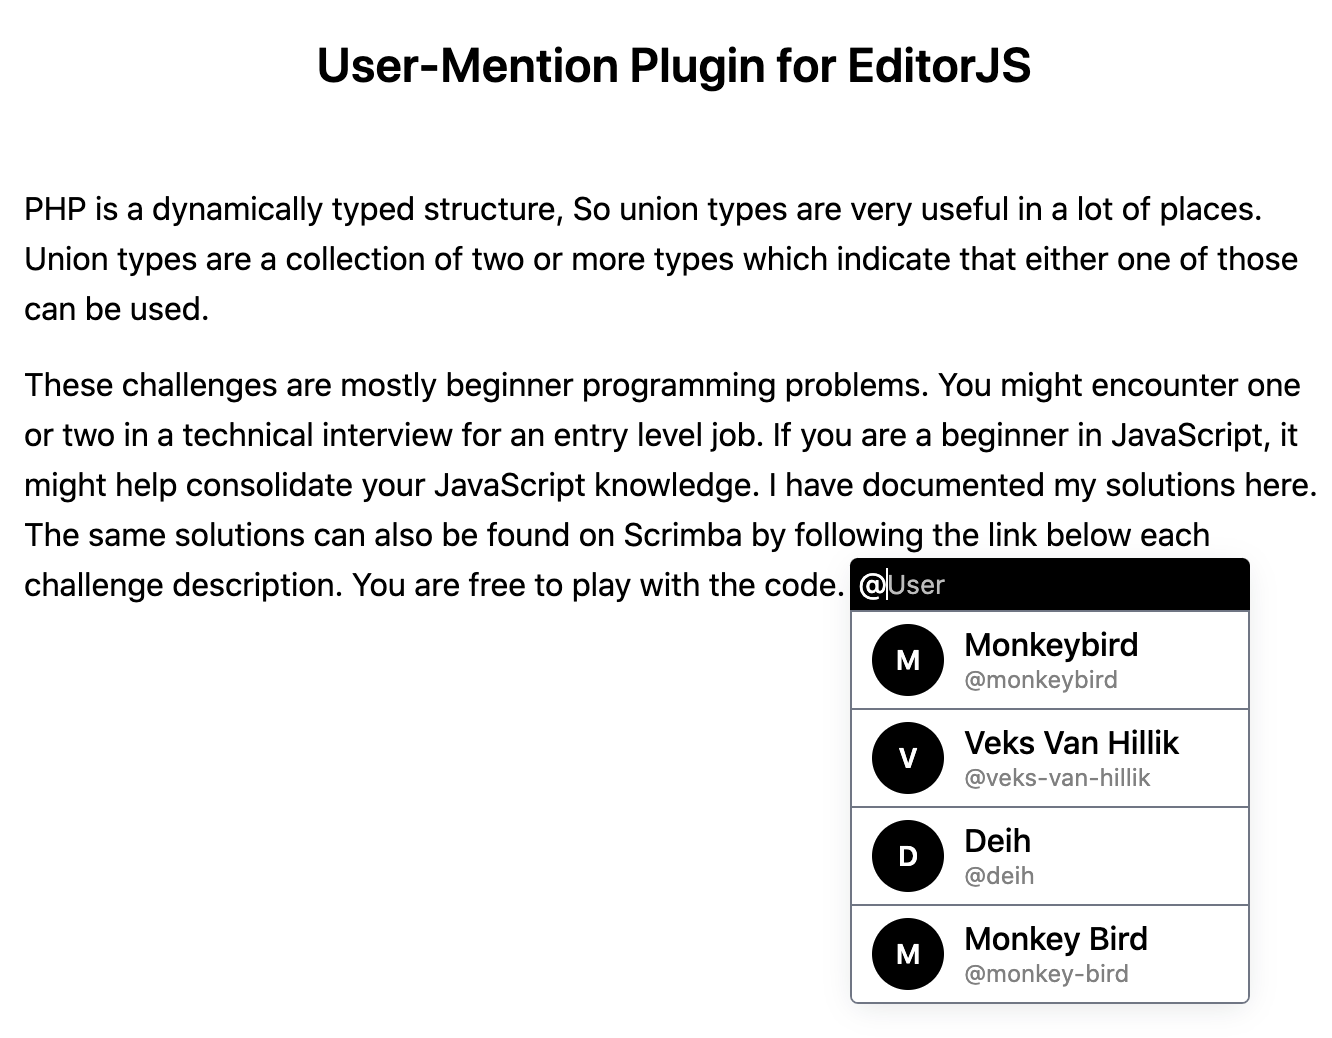 User-Mention Plugin for EditorJS
PHP is a dynamically typed structure, So union types are very useful in a lot of places.
Union types are a collection of two or more types which indicate that either one of those
can be used.
These challenges are mostly beginner programming problems. You might encounter one
or two in a technical interview for an entry level job. If you are a beginner in JavaScript, it
might help consolidate your JavaScript knowledge. I have documented my solutions here.
The same solutions can also be found on Scrimba by following the link below each
challenge description. You are free to play with the code. @User
M
Monkeybird
@monkeybird
V
Veks Van Hillik
@veks-van-hillik
D
Deih
@deih
M
Monkey Bird
@monkey-bird